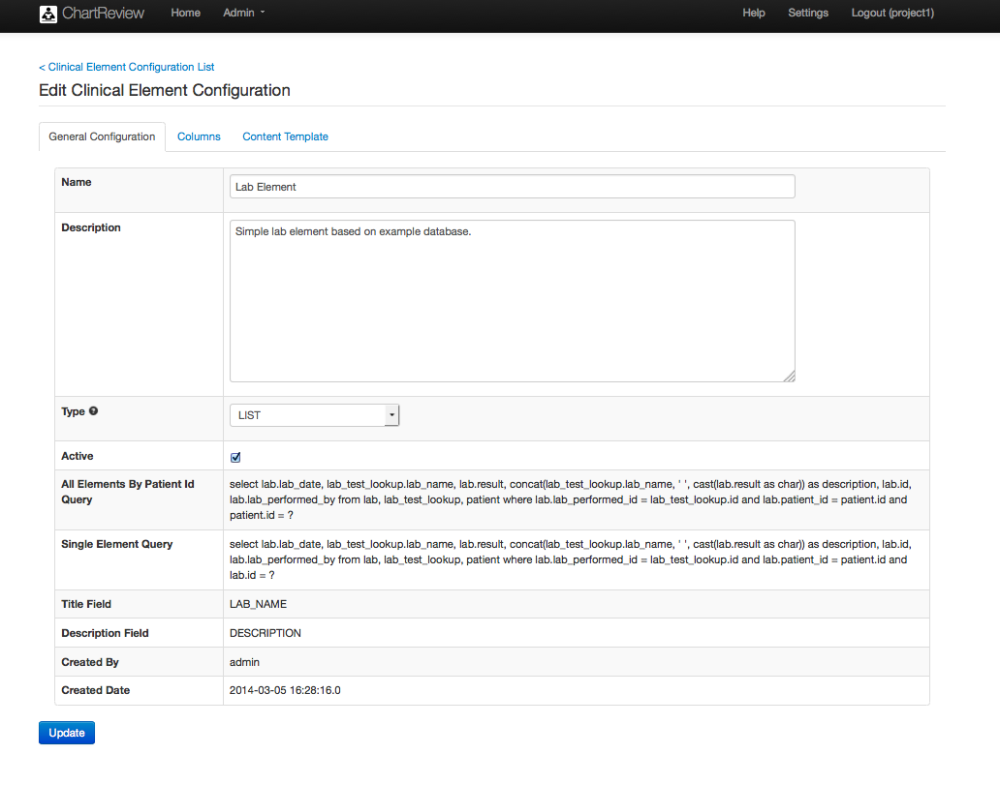 ChartReview Home Admin Help Settings Logout (project1)
< Clinical Element Configuration List
Edit Clinical Element Configuration
General Configuration Columns Content Template
Name Lab Element
Description Simple lab element based on example database.
Type ? LIST
Active
All Elements By Patient Id Query
select lab.lab_date, lab_test_lookup.lab_name, lab.result, concat(lab_test_lookup.lab_name, ' ', cast(lab.result as char)) as description, lab.id,
lab.lab_performed_by from lab, lab_test_lookup, patient where lab.lab_performed_id = lab_test_lookup.id and lab.patient_id = patient.id and
patient.id = ?
Single Element Query
select lab.lab_date, lab_test_lookup.lab_name, lab.result, concat(lab_test_lookup.lab_name, ' ', cast(lab.result as char)) as description, lab.id,
lab.lab_performed_by from lab, lab_test_lookup, patient where lab.lab_performed_id = lab_test_lookup.id and lab.patient_id = patient.id and
lab.id = ?
Title Field LAB_NAME
Description Field DESCRIPTION
Created By admin
Created Date 2014-03-05 16:28:16.0
Update